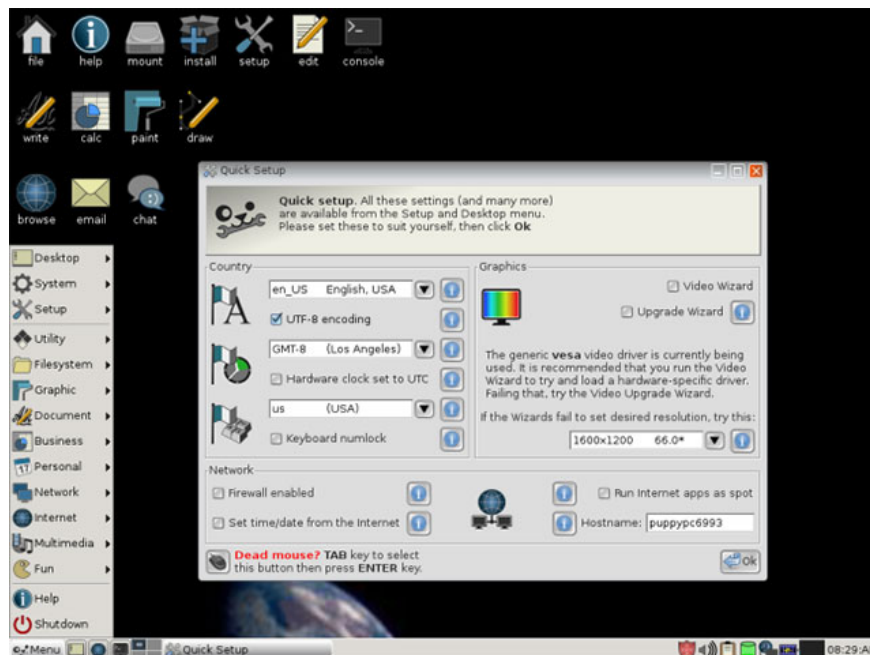 file help mount install setup edit console
write calc paint draw
browse email chat
Quick Setup
Quick setup. All these settings (and many more)
are available from the Setup and Desktop menu.
Please set these to suit yourself, then click Ok
Country
en_US English, USA
UTF-8 encoding
GMT-8 (Los Angeles)
Hardware clock set to UTC
us (USA)
Keyboard numlock
Graphics
Video Wizard
Upgrade Wizard
The generic vesa video driver is currently being
used. It is recommended that you run the Video
Wizard to try and load a hardware-specific driver.
Failing that, try the Video Upgrade Wizard.
If the Wizards fail to set desired resolution, try this:
1600x1200 66.0*
Network
Firewall enabled
Run Internet apps as spot
Set time/date from the Internet
Hostname: puppypc6993
Dead mouse? TAB key to select
this button then press ENTER key.
Ok
Desktop
System
Setup
Utility
Filesystem
Graphic
Document
Business
17 Personal
Network
Internet
Multimedia
Fun
Help
Shutdown
Menu
Quick Setup
08:29:A